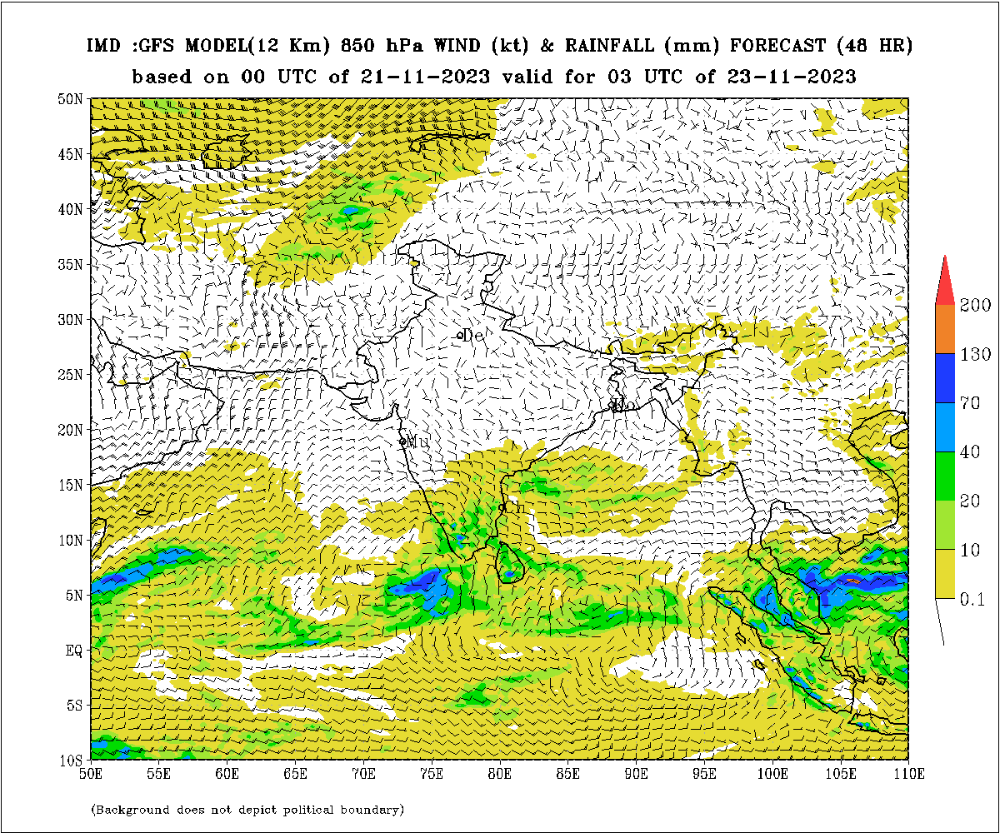 IMD :GFS MODEL(12 Km) 850 hPa WIND (kt) & RAINFALL (mm) FORECAST (48 HR)
based on 00 UTC of 21-11-2023 valid for 03 UTC of 23-11-2023
50N
45N
40N
35N
30N
25N
20N
15N
10N
5N
EQ
5S
10S
De
Mu
Ch
200
130
70
40
20
10
0.1
50E 55E 60E 65E 70E 75E 80E 85E 90E 95E 100E 105E 110E
(Background does not depict political boundary)